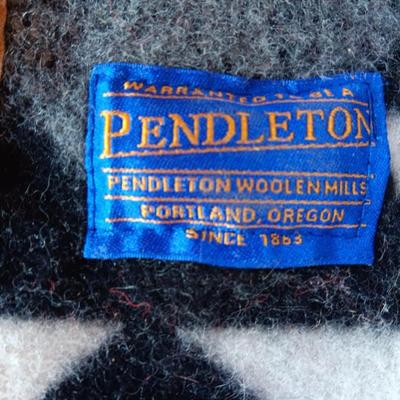 WARRANTED TO BE A
PENDLETON
PENDLETON WOOLEN MILLS
PORTLAND, OREGON
SINCE 1863